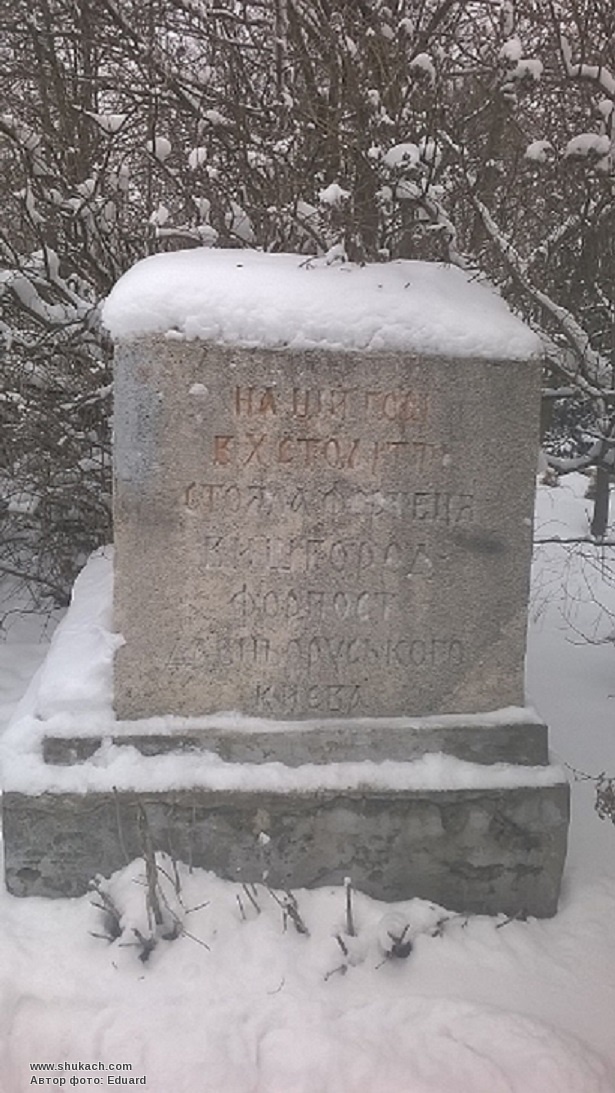 НА ЦІЙ ГОРІ
В X СТОЛІТТІ
СТОЯЛА ФОРТЕЦЯ
ВИШГОРОД-
ФОРПОСТ
ДАВНЬОРУСЬКОГО
КИЄВА
www.shukach.com
Автор фото: Eduard